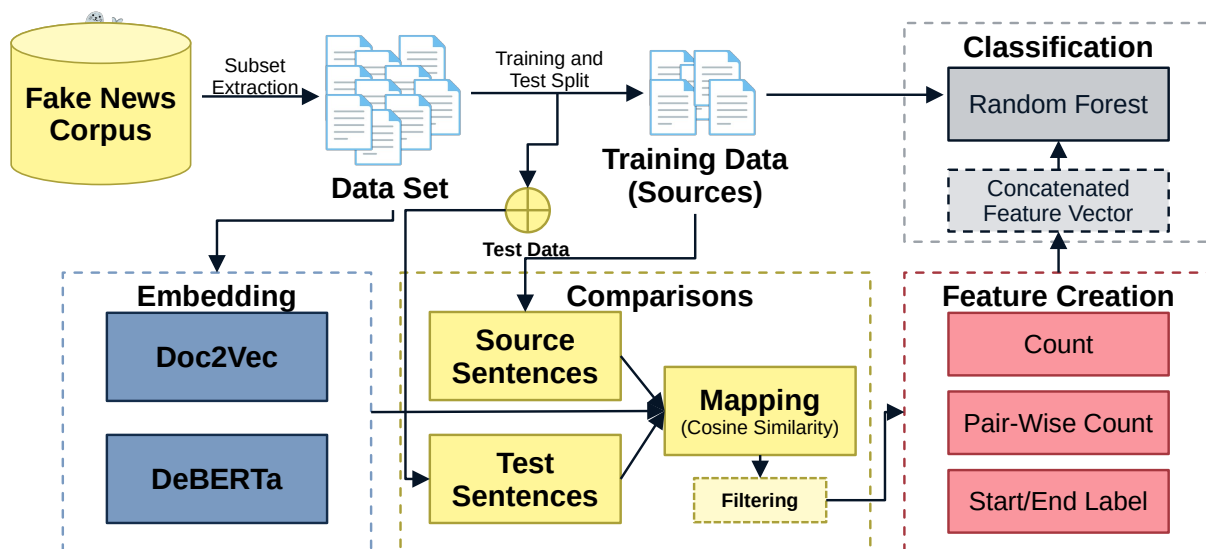 Fake News
Corpus
Subset
Extraction
Data Set
Training and
Test Split
Training Data
(Sources)
Test Data
Classification
Random Forest
Concatenated
Feature Vector
Embedding
Doc2Vec
DeBERTa
Comparisons
Source
Sentences
Test
Sentences
Mapping
(Cosine Similarity)
Filtering
Feature Creation
Count
Pair-Wise Count
Start/End Label